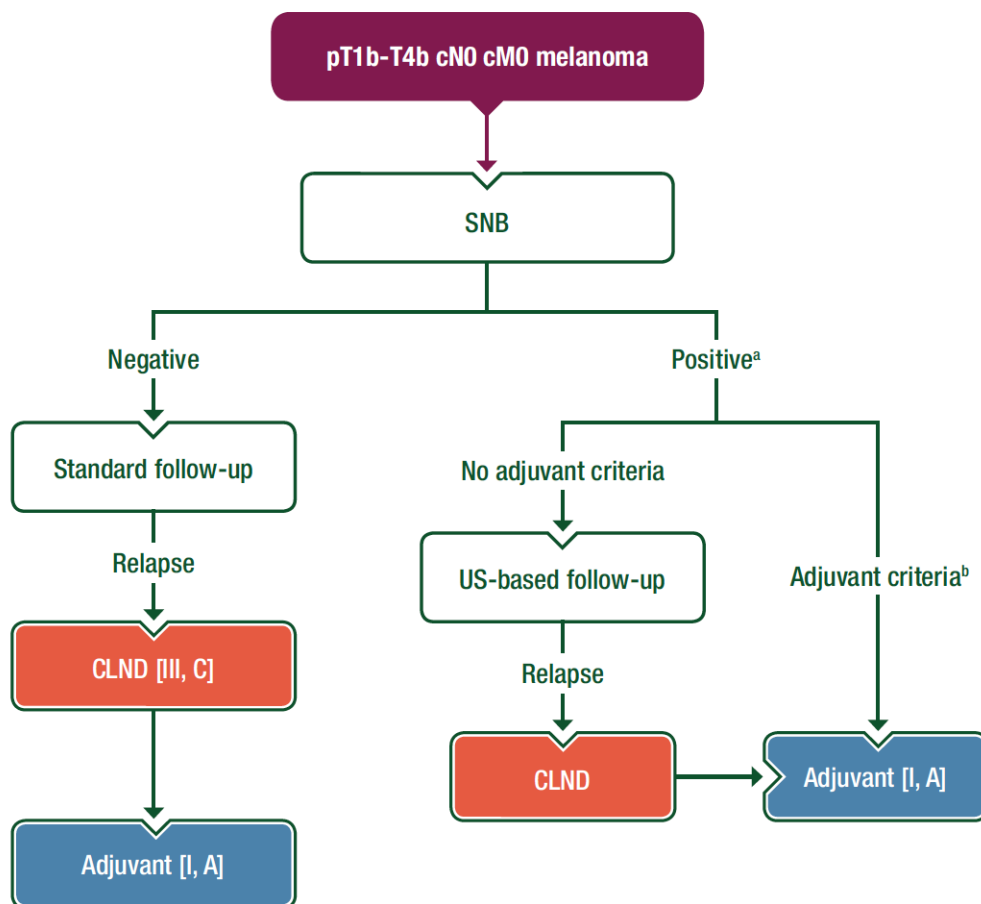 pT1b-T4b cN0 cM0 melanoma
SNB
Negative
Positiveᵃ
Standard follow-up
No adjuvant criteria
Relapse
US-based follow-up
Adjuvant criteriaᵇ
CLND [III, C]
Relapse
CLND
Adjuvant [I, A]
Adjuvant [I, A]